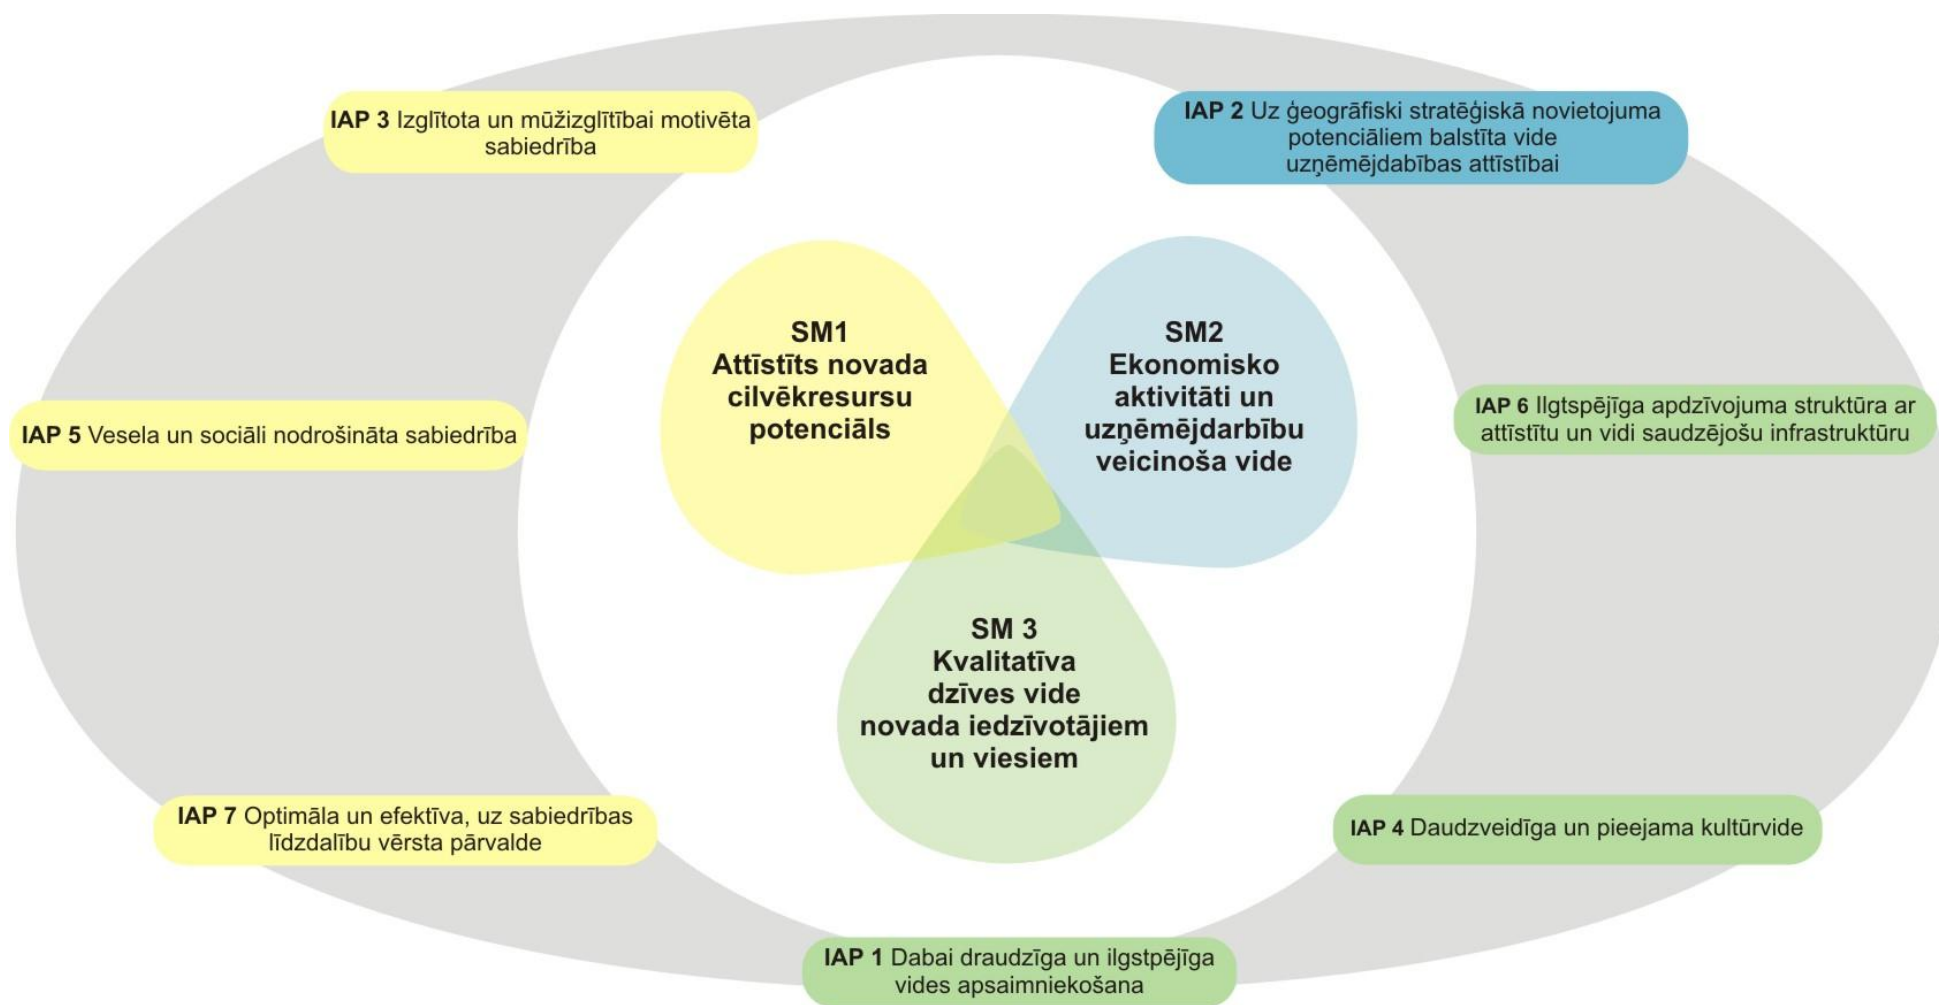 IAP 3 Izglītota un mūžizglītībai motivēta
sabiedrība
IAP 2 Uz ģeogrāfiski stratēģiskā novietojuma
potenciāliem balstīta vide
uzņēmējdabības attīstībai
SM1
Attīstīts novada
cilvēkresursu
potenciāls
SM2
Ekonomisko
aktivitāti un
uzņēmējdarbību
veicinoša vide
IAP 5 Vesela un sociāli nodrošināta sabiedrība
IAP 6 Ilgtspējīga apdzīvojuma struktūra ar
attīstītu un vidi saudzējošu infrastruktūru
SM 3
Kvalitatīva
dzīves vide
novada iedzīvotājiem
un viesiem
IAP 7 Optimāla un efektīva, uz sabiedrības
līdzdalību vērsta pārvalde
IAP 4 Daudzveidīga un pieejama kultūrvide
IAP 1 Dabai draudzīga un ilgstpējīga
vides apsaimniekošana